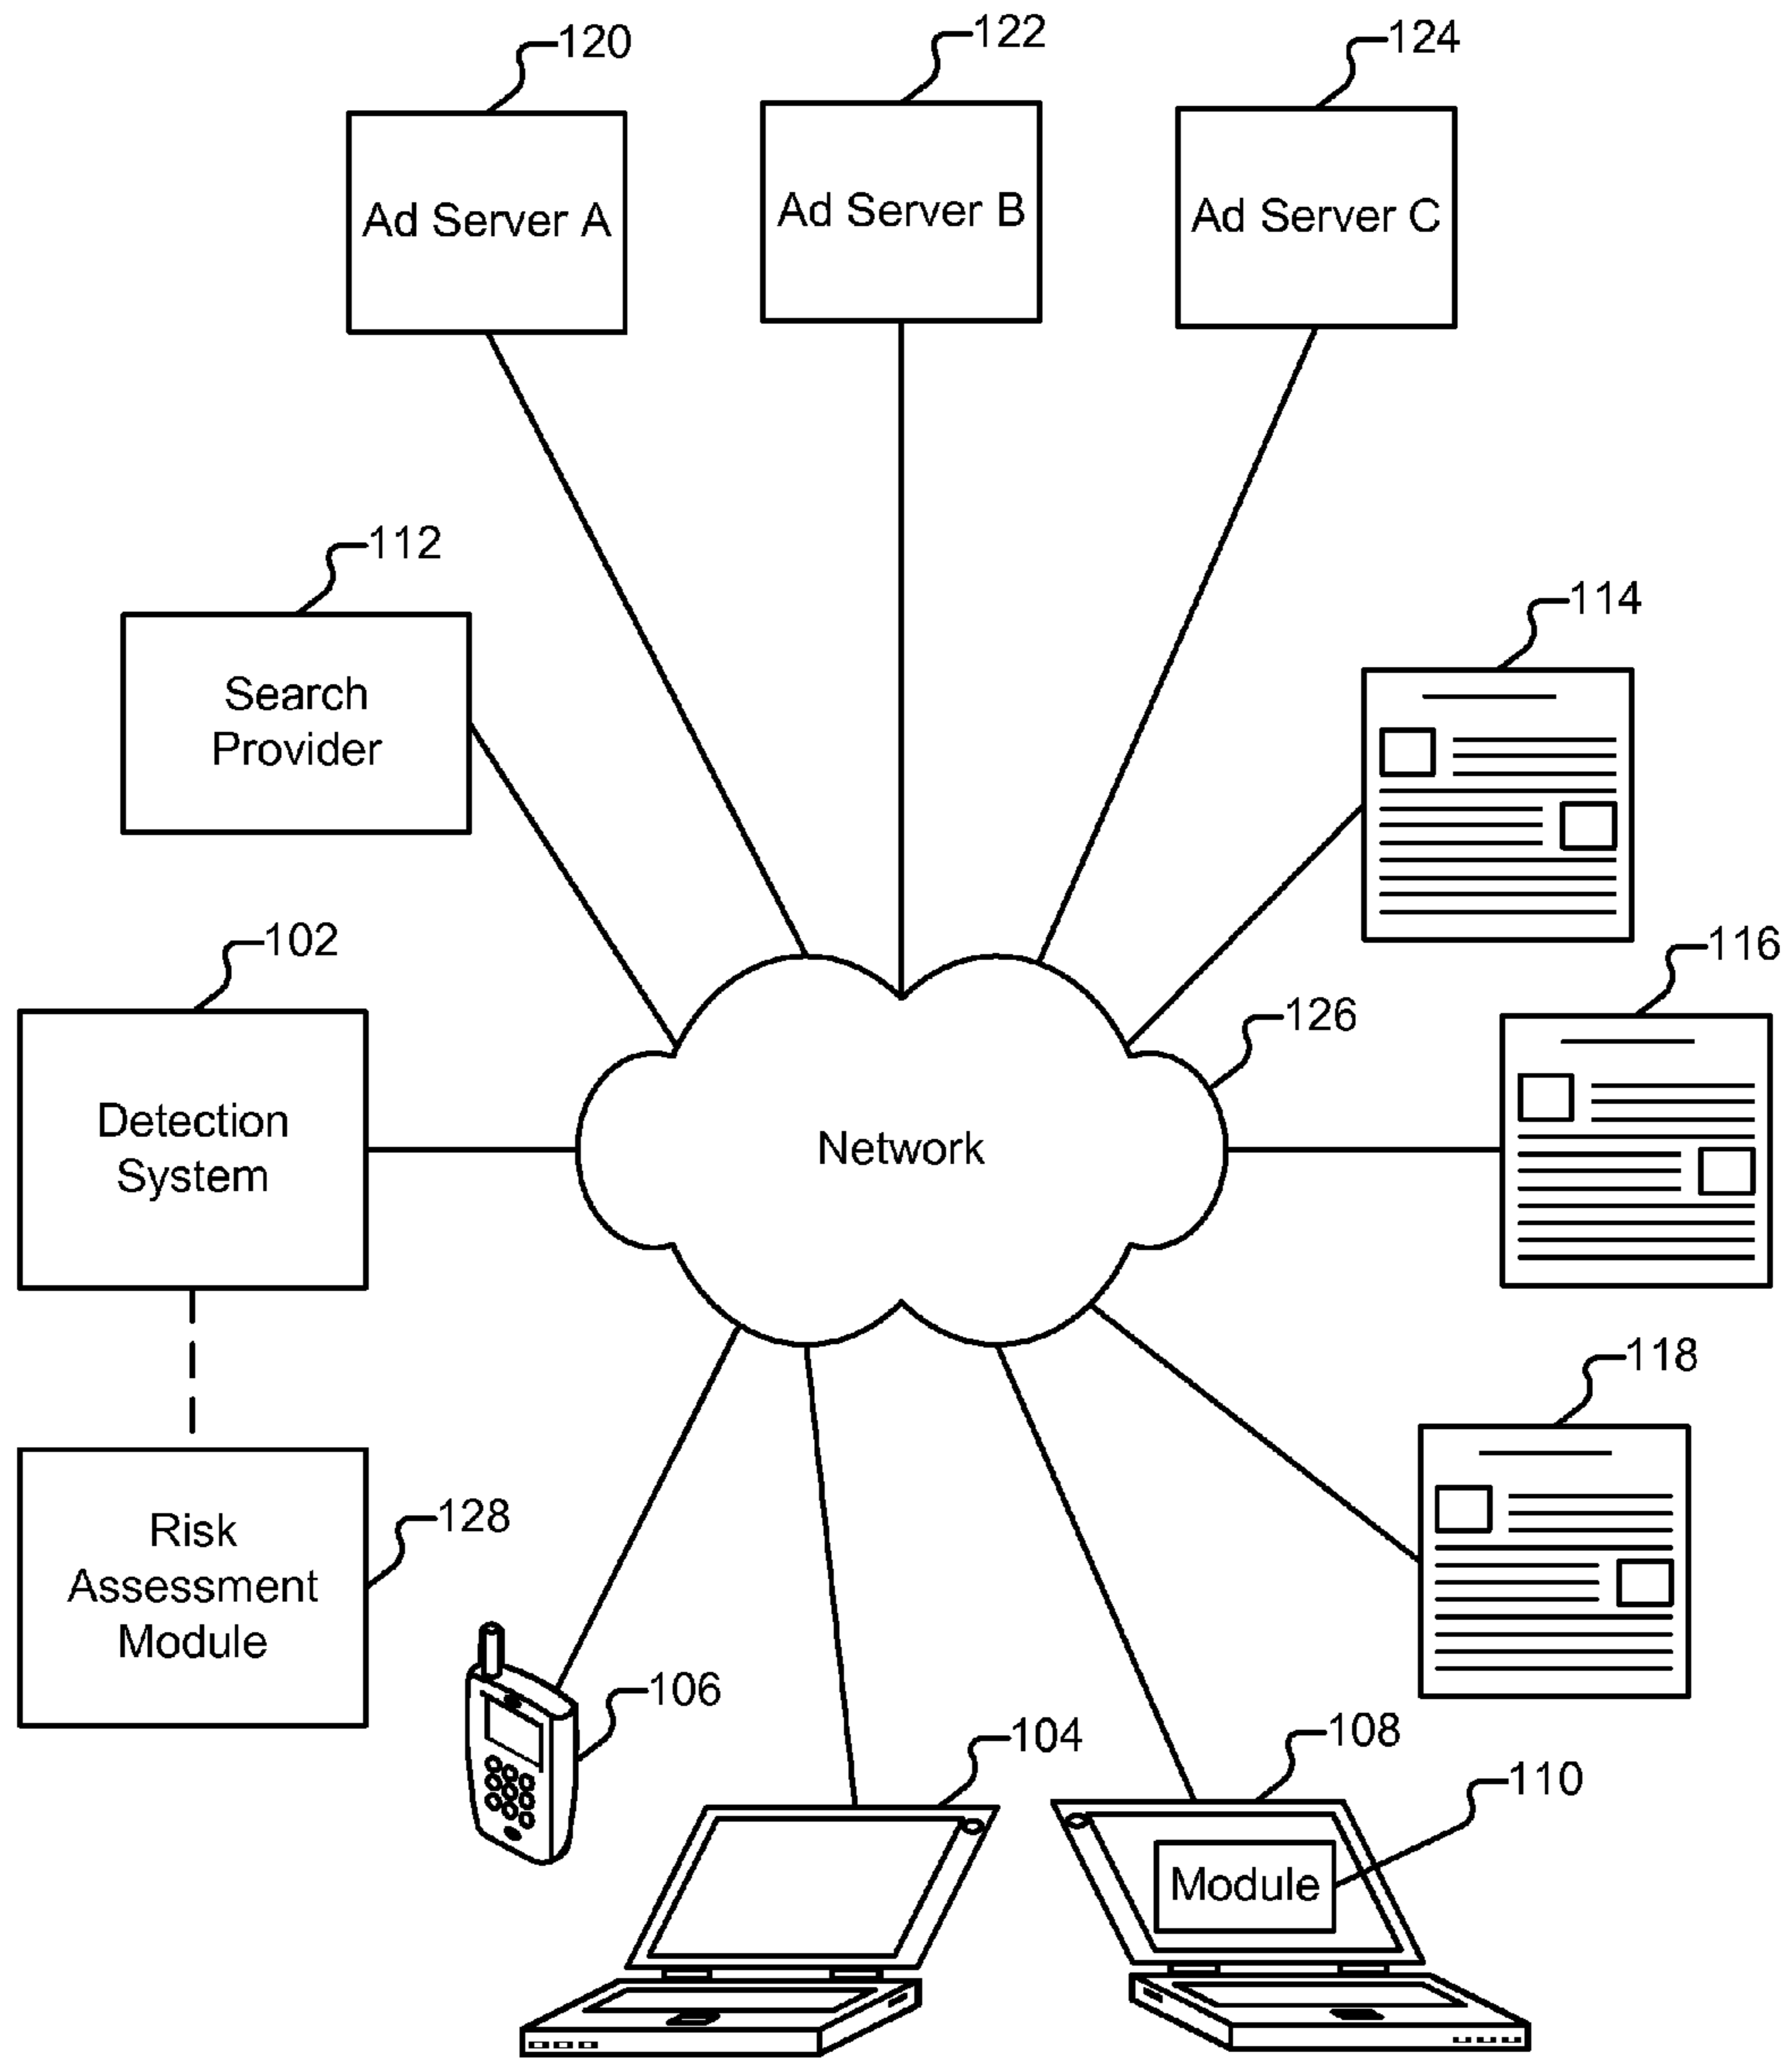 120
122
124
Ad Server A
Ad Server B
Ad Server C
112
Search
Provider
114
102
116
126
Detection
System
Network
118
128
Risk
Assessment
Module
106
104
108
110
Module